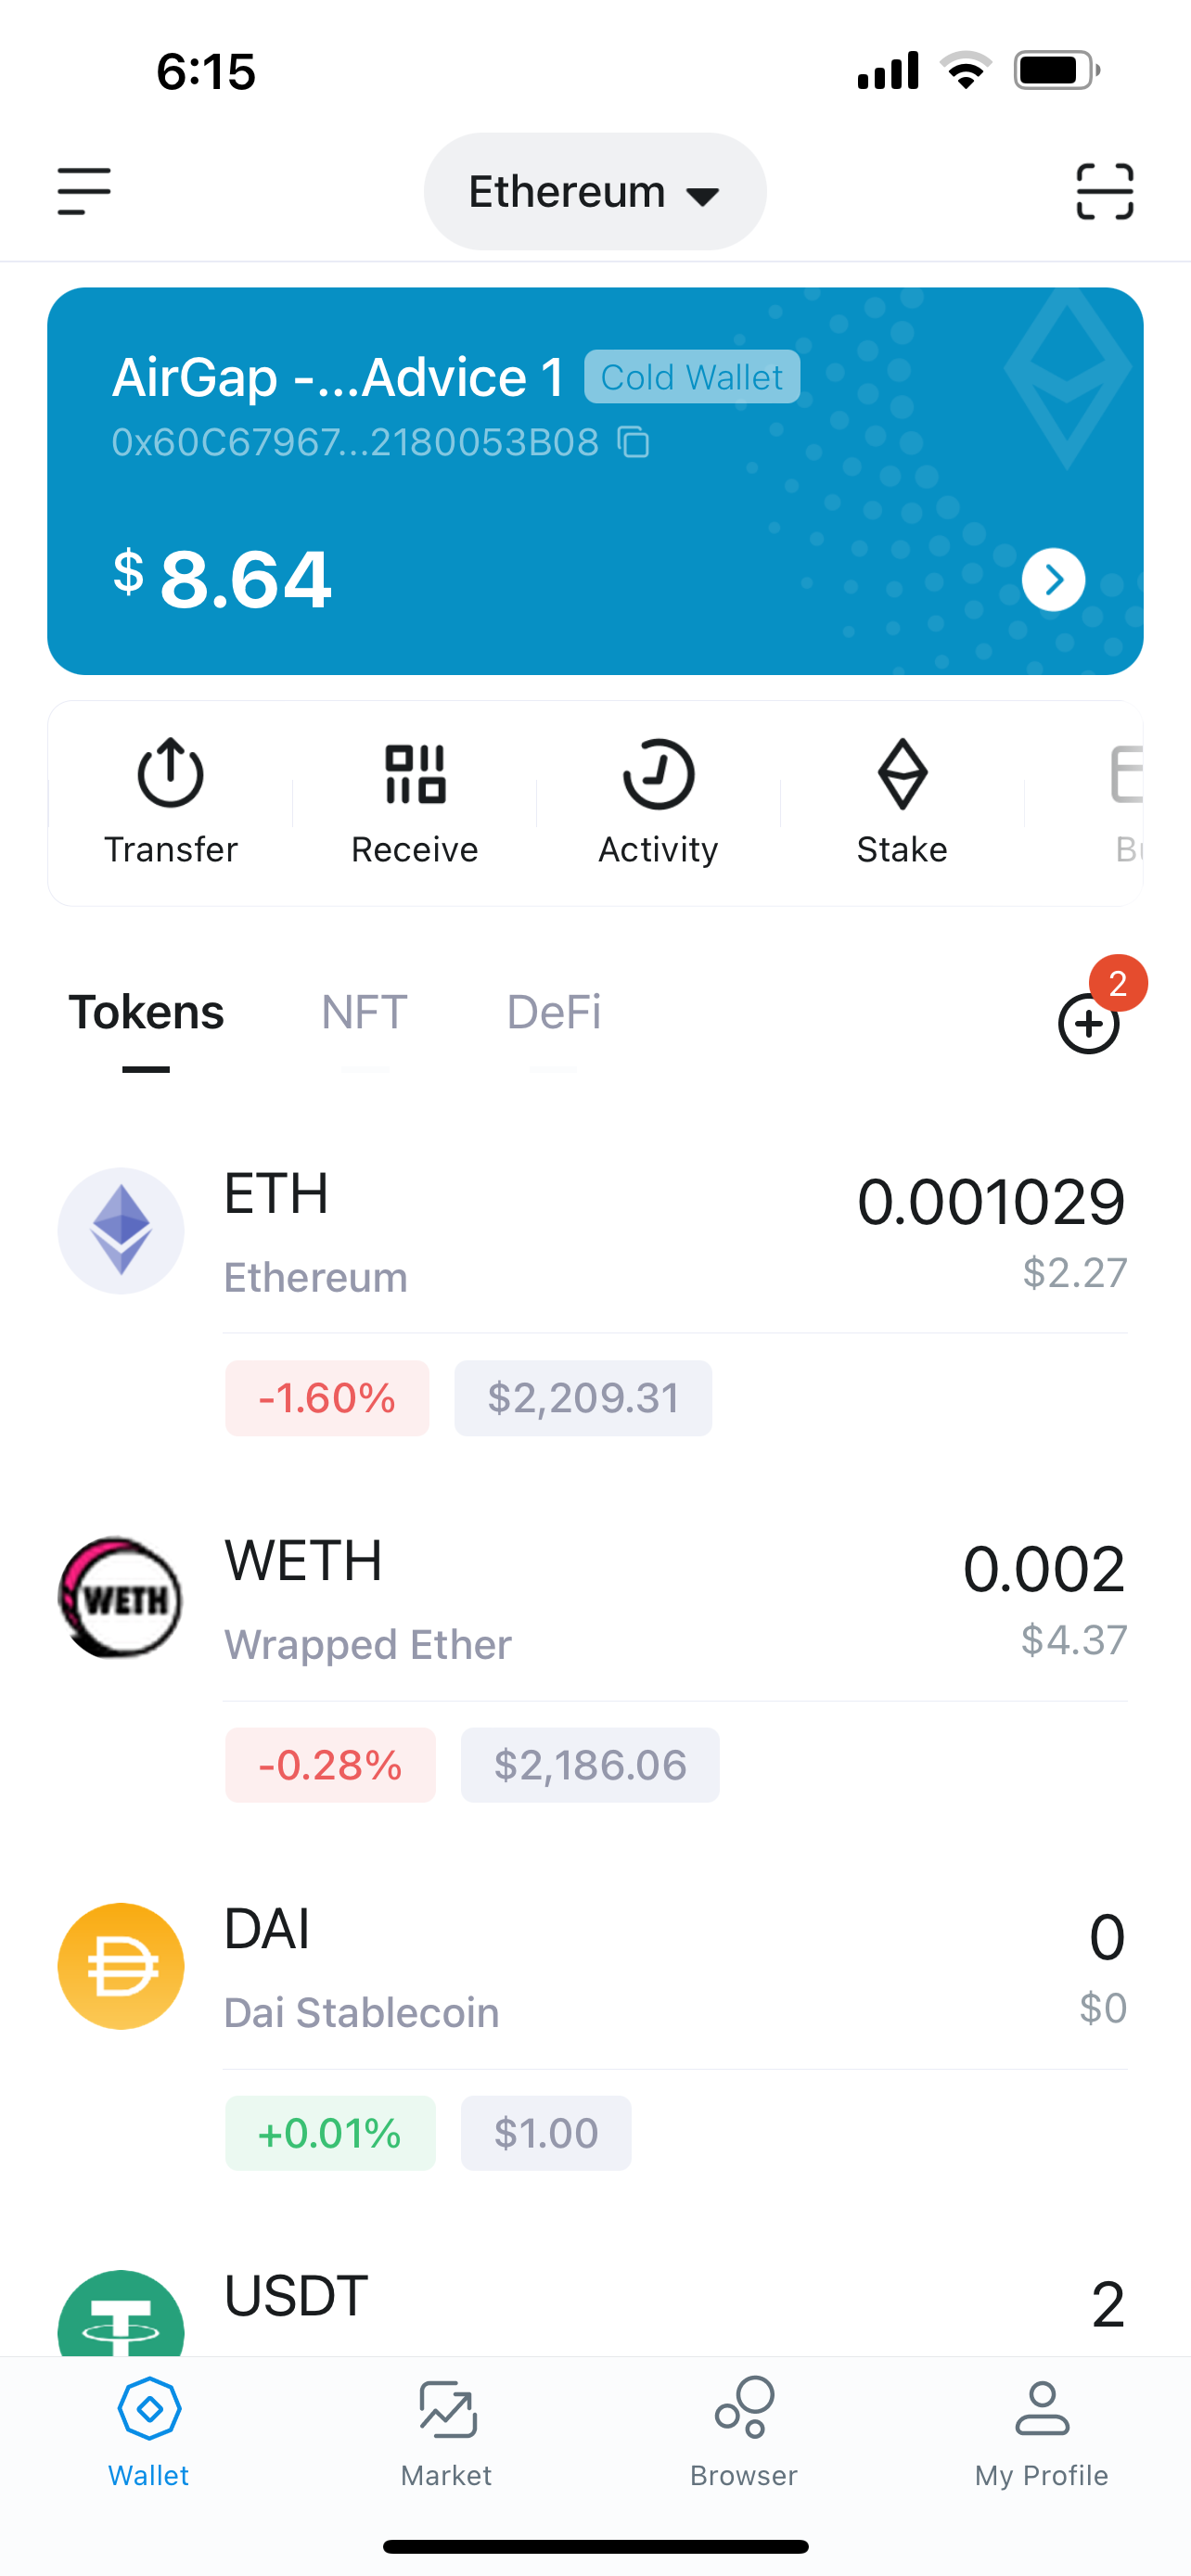 6:15
Ethereum
AirGap -...Advice 1 Cold Wallet
0x60C67967...2180053B08
$ 8.64
Transfer Receive Activity Stake
Tokens NFT DeFi 2
ETH 0.001029
Ethereum $2.27
-1.60% $2,209.31
WETH
WETH 0.002
Wrapped Ether $4.37
-0.28% $2,186.06
DAI 0
Dai Stablecoin $0
+0.01% $1.00
USDT 2
Wallet Market Browser My Profile